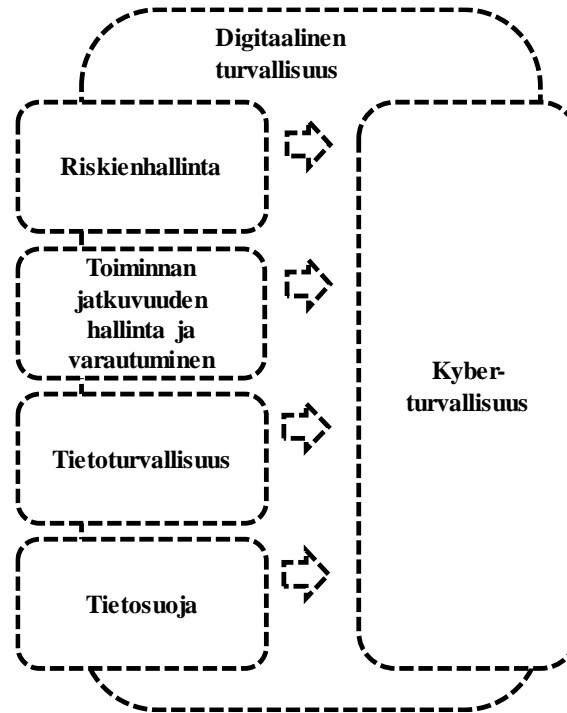 Digitaalinen
turvallisuus
Riskienhallinta
Toiminnan
jatkuvuuden
hallinta ja
varautuminen
Tietoturvallisuus
Tietosuoja
Kyber-
turvallisuus